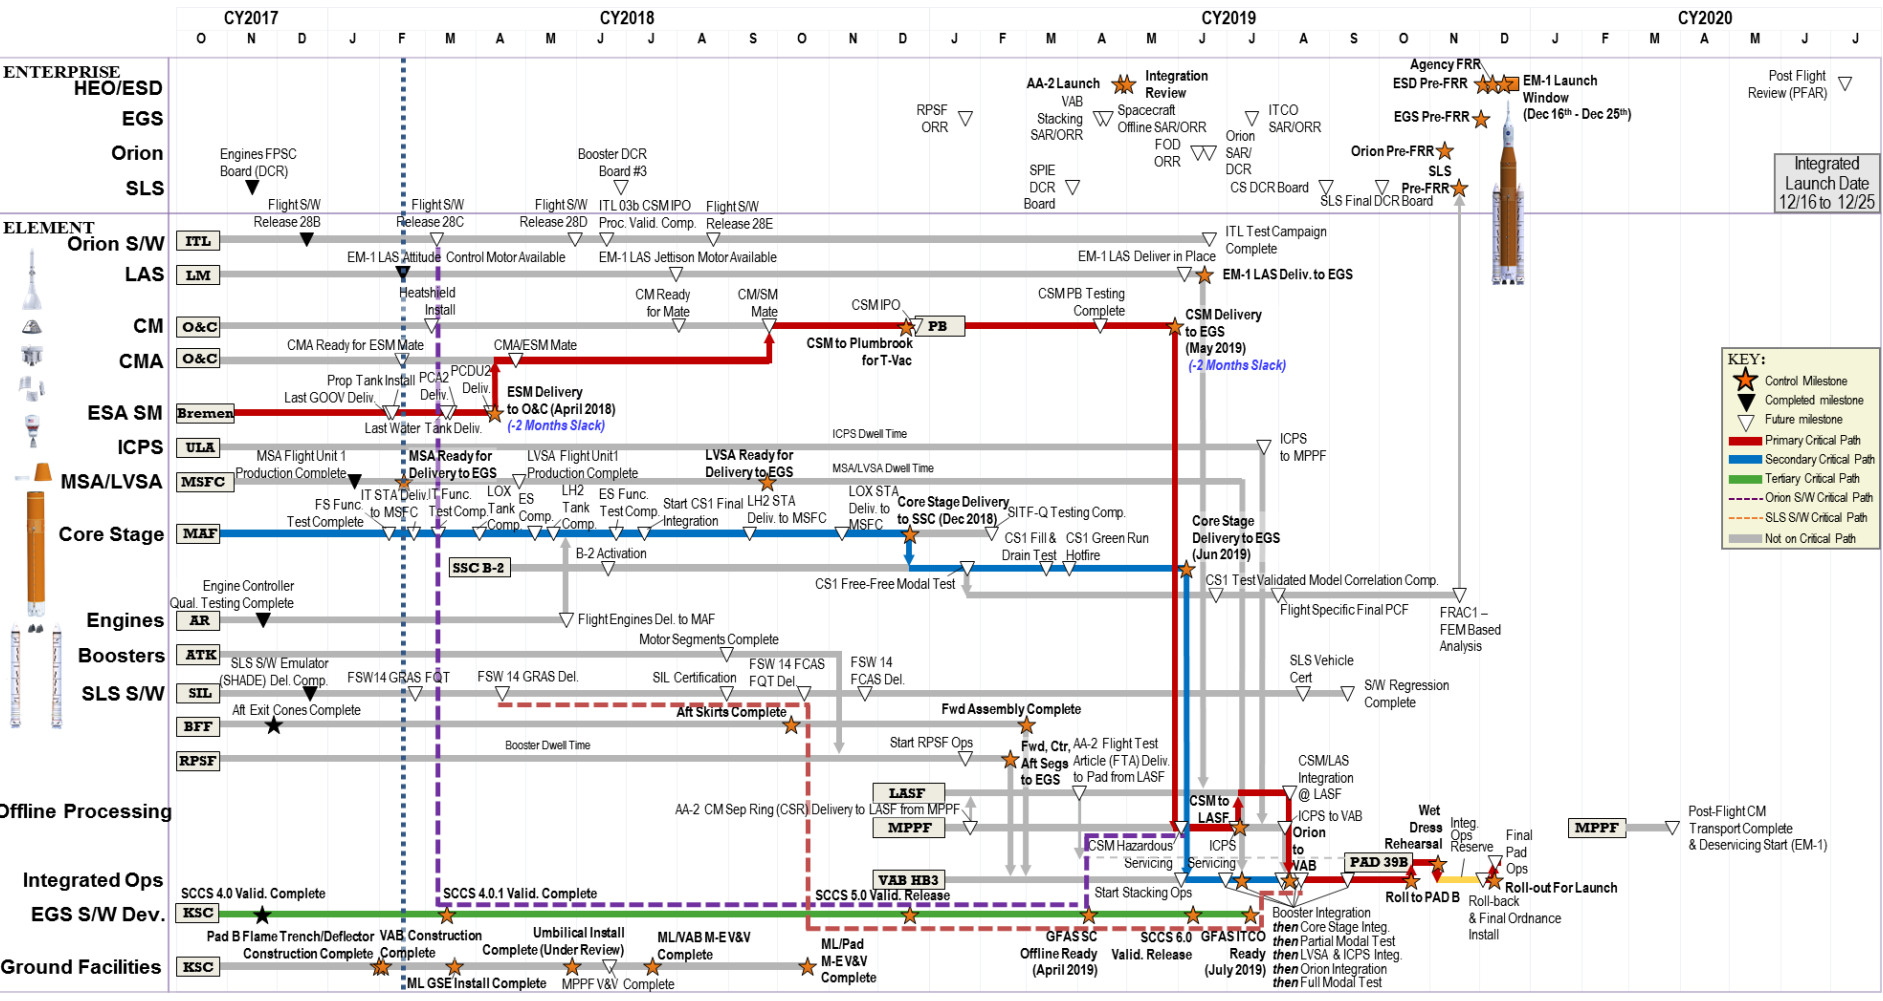 CY2017 CY2018 CY2019 CY2020
O N D J F M A M J J A S O N D J F M A M J J A S O N D J F M A M J J
ENTERPRISE
HEO/ESD
AA-2 Launch
Integration
Review
Agency FRR
ESD Pre-FRR
EM-1 Launch
Window
(Dec 16th - Dec 25th)
Post Flight
Review (PFAR)
EGS
RPSF
ORR
VAB
Stacking
SAR/ORR
Spacecraft
Offline SAR/ORR
ITCO
SAR/ORR
EGS Pre-FRR
Orion
FOD
ORR
Orion
SAR/
DCR
Orion Pre-FRR
SLS
Engines FPSC
Board (DCR)
Booster DCR
Board #3
SPIE
DCR
Board
CS DCR Board
SLS Final DCR Board
SLS
Pre-FRR
Integrated
Launch Date
12/16 to 12/25
ELEMENT
Orion S/W
ITL
Flight S/W
Release 28B
Flight S/W
Release 28C
Flight S/W
Release 28D
ITL 03b CSM IPO
Proc. Valid. Comp.
Flight S/W
Release 28E
ITL Test Campaign
Complete
LAS
LM
EM-1 LAS Attitude Control Motor Available
EM-1 LAS Jettison Motor Available
EM-1 LAS Deliver in Place
EM-1 LAS Deliv. to EGS
CM
O&C
Heatshield
Install
CM Ready
for Mate
CM/SM
Mate
CSM IPO
CSM to Plumbrook
for T-Vac
PB
CSM PB Testing
Complete
CSM Delivery
to EGS
(May 2019)
(-2 Months Slack)
CMA
O&C
CMA Ready for ESM Mate
CMA/ESM Mate
ESA SM
Bremen
Prop Tank Install
Last GOOV Deliv.
PCA2
Deliv.
PCDU2
Deliv.
Last Water Tank Deliv.
ESM Delivery
to O&C (April 2018)
(-2 Months Slack)
ICPS
ULA
ICPS Dwell Time
ICPS
to MPPF
MSA/LVSA
MSFC
MSA Flight Unit 1
Production Complete
MSA Ready for
Delivery to EGS
LVSA Flight Unit1
Production Complete
LVSA Ready for
Delivery to EGS
MSA/LVSA Dwell Time
Core Stage
MAF
FS Func.
Test Complete
IT STA Deliv.
to MSFC
IT Func.
Test Comp.
LOX
Tank
Comp.
ES
Comp.
LH2
Tank
Comp.
ES Func.
Test Comp.
Start CS1 Final
Integration
LH2 STA
Deliv. to MSFC
LOX STA
Deliv. to
MSFC
Core Stage Delivery
to SSC (Dec 2018)
SITF-Q Testing Comp.
Core Stage
Delivery to EGS
(Jun 2019)
SSC B-2
B-2 Activation
CS1 Free-Free Modal Test
CS1 Fill &
Drain Test
CS1 Green Run
Hotfire
CS1 Test Validated Model Correlation Comp.
Flight Specific Final PCF
FRAC1 –
FEM Based
Analysis
Engines
AR
Engine Controller
Qual. Testing Complete
Flight Engines Del. to MAF
Boosters
ATK
Motor Segments Complete
SLS S/W
SIL
SLS S/W Emulator
(SHADE) Del. Comp.
FSW14 GRAS FQT
FSW 14 GRAS Del.
SIL Certification
FSW 14 FCAS
FQT Del.
FSW 14
FCAS Del.
SLS Vehicle
Cert
S/W Regression
Complete
BFF
Aft Exit Cones Complete
Aft Skirts Complete
Fwd Assembly Complete
RPSF
Booster Dwell Time
Start RPSF Ops
Fwd, Ctr,
Aft Segs
to EGS
AA-2 Flight Test
Article (FTA) Deliv.
to Pad from LASF
Offline Processing
LASF
CSM to
LASF
CSM/LAS
Integration
@ LASF
AA-2 CM Sep Ring (CSR) Delivery to LASF from MPPF
MPPF
CSM Hazardous
Servicing
ICPS
Servicing
ICPS to VAB
Orion
to
VAB
Wet
Dress
Rehearsal
Integ.
Ops
Reserve
Final
Pad
Ops
MPPF
Post-Flight CM
Transport Complete
& Deservicing Start (EM-1)
PAD 39B
Integrated Ops
VAB HB3
Start Stacking Ops
Roll to PAD B
Roll-out For Launch
Roll-back
& Final Ordnance
Install
EGS S/W Dev.
KSC
SCCS 4.0 Valid. Complete
SCCS 4.0.1 Valid. Complete
SCCS 5.0 Valid. Release
GFAS SC
Offline Ready
(April 2019)
SCCS 6.0
Valid. Release
GFAS ITCO
Ready
(July 2019)
Booster Integration
then Core Stage Integ.
then Partial Modal Test
then LVSA & ICPS Integ.
then Orion Integration
then Full Modal Test
Ground Facilities
KSC
Pad B Flame Trench/Deflector
Construction Complete
VAB Construction
Complete
ML GSE Install Complete
Umbilical Install
Complete (Under Review)
MPPF V&V Complete
ML/VAB M-E V&V
Complete
ML/Pad
M-E V&V
Complete
KEY:
Control Milestone
Completed milestone
Future milestone
Primary Critical Path
Secondary Critical Path
Tertiary Critical Path
Orion S/W Critical Path
SLS S/W Critical Path
Not on Critical Path